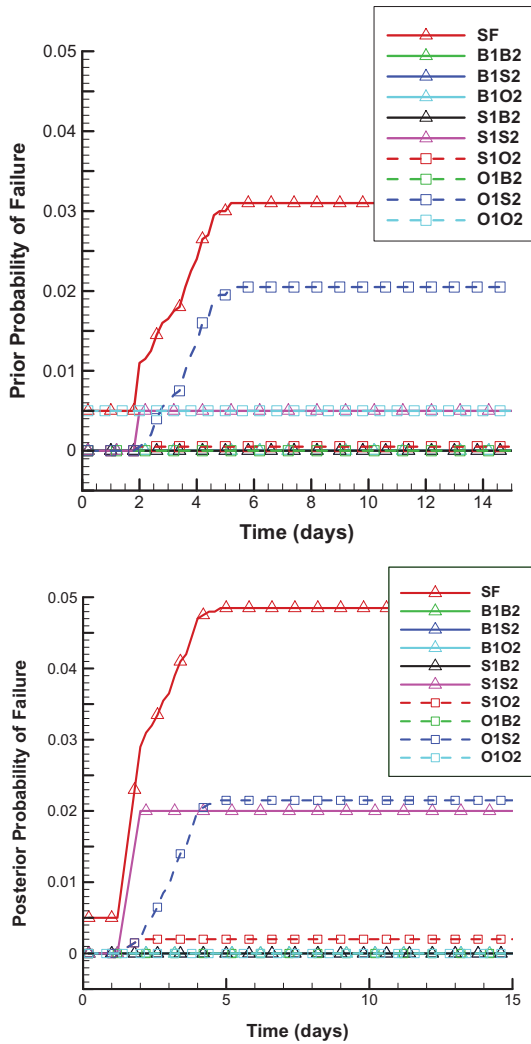 0.05
0.04
0.03
0.02
0.01
0
Prior Probability of Failure
0 2 4 6 8 10 12 14
Time (days)
SF
B1B2
B1S2
B1O2
S1B2
S1S2
S1O2
O1B2
O1S2
O1O2
0.05
0.04
0.03
0.02
0.01
0
Posterior Probability of Failure
0 5 10 15
Time (days)
SF
B1B2
B1S2
B1O2
S1B2
S1S2
S1O2
O1B2
O1S2
O1O2